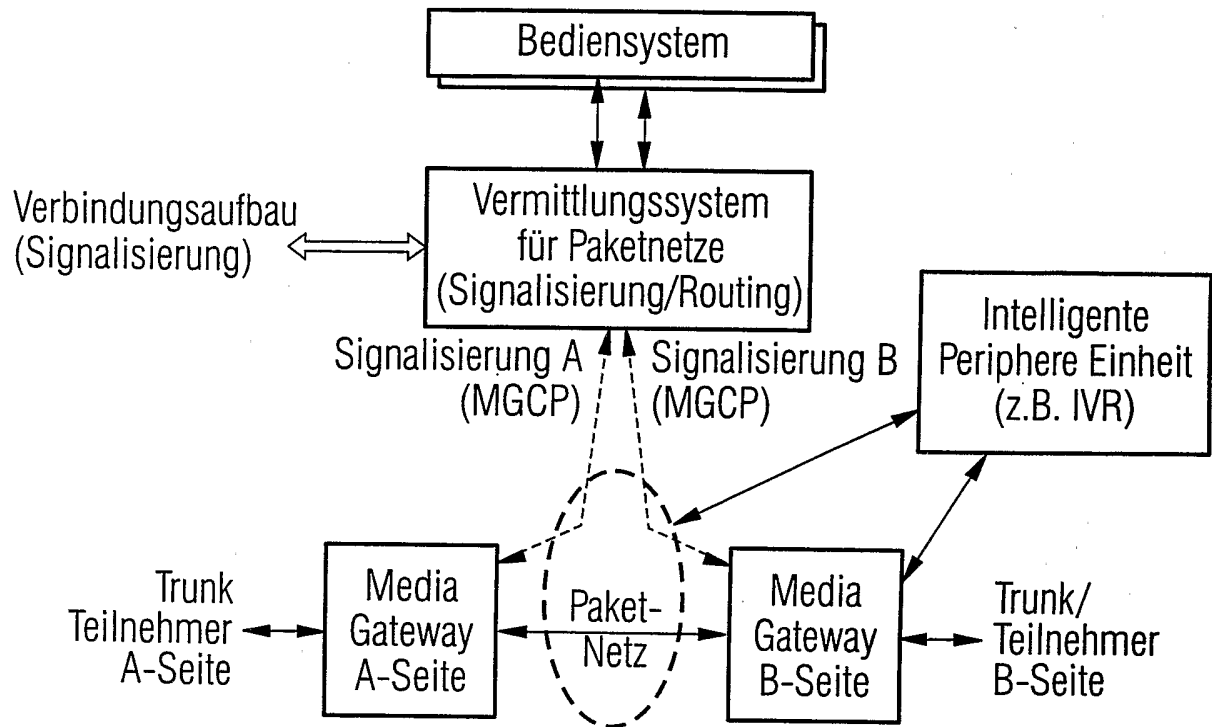 Bediensystem
Vermittlungssystem
für Paketnetze
(Signalisierung/Routing)
Verbindungsaufbau
(Signalisierung)
Intelligente
Periphere Einheit
(z.B. IVR)
Signalisierung A
(MGCP)
Signalisierung B
(MGCP)
Trunk
Teilnehmer
A-Seite
Media
Gateway
A-Seite
Paket-
Netz
Media
Gateway
B-Seite
Trunk/
Teilnehmer
B-Seite